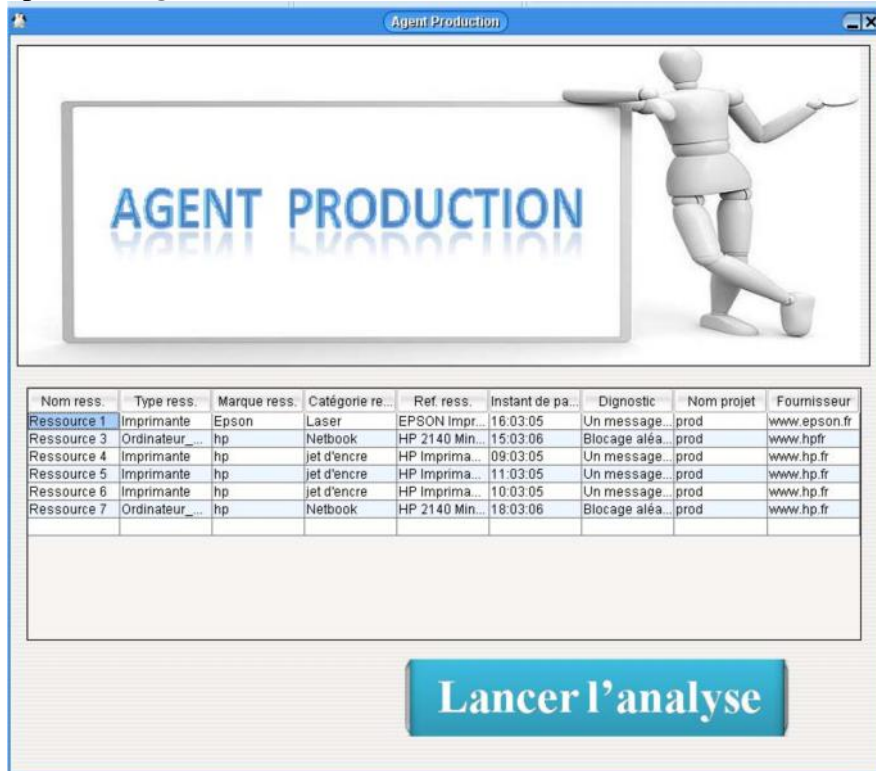 Agent Production
AGENT PRODUCTION
Nom ress. Type ress. Marque ress. Catégorie re... Ref. ress. Instant de pa... Dignostic Nom projet Fournisseur
Ressource 1 Imprimante Epson Laser EPSON Impr... 16:03:05 Un message... prod www.epson.fr
Ressource 3 Ordinateur_... hp Netbook HP 2140 Min... 15:03:06 Blocage aléa... prod www.hpfr
Ressource 4 Imprimante hp jet d'encre HP Imprima... 09:03:05 Un message... prod www.hp.fr
Ressource 5 Imprimante hp jet d'encre HP Imprima... 11:03:05 Un message... prod www.hp.fr
Ressource 6 Imprimante hp jet d'encre HP Imprima... 10:03:05 Un message... prod www.hp.fr
Ressource 7 Ordinateur_... hp Netbook HP 2140 Min... 18:03:06 Blocage aléa... prod www.hp.fr
Lancer l’analyse